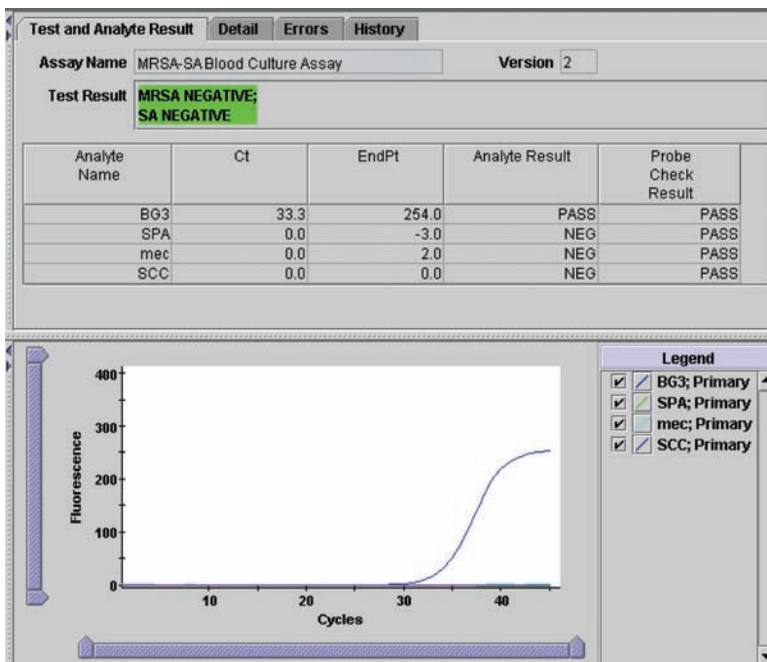 Test and Analyte Result Detail Errors History
Assay Name MRSA-SA Blood Culture Assay Version 2
Test Result MRSA NEGATIVE;
SA NEGATIVE
Analyte Name Ct EndPt Analyte Result Probe Check Result
BG3 33.3 254.0 PASS PASS
SPA 0.0 -3.0 NEG PASS
mec 0.0 2.0 NEG PASS
SCC 0.0 0.0 NEG PASS
Legend
BG3; Primary
SPA; Primary
mec; Primary
SCC; Primary
Fluorescence
400
300
200
100
0
10 20 30 40
Cycles